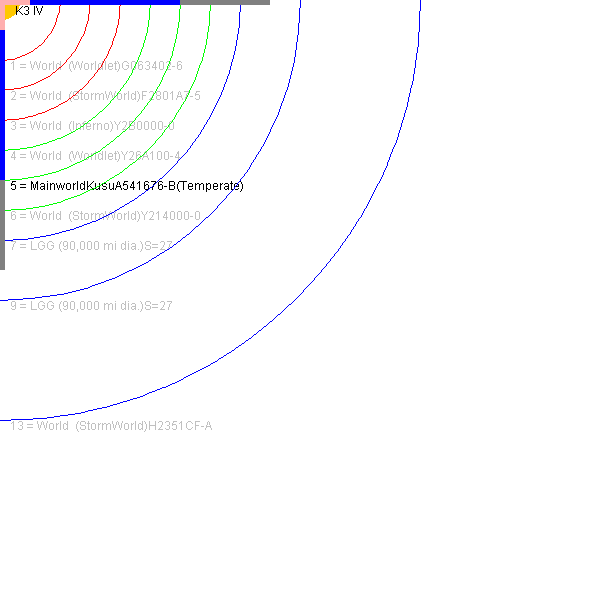 K3 IV
1 = World (Worldlet)G063402-6
2 = World (StormWorld)F2801A7-5
3 = World (Inferno)Y2B0000-0
4 = World (Worldlet)Y26A100-4
5 = MainworldKusuA541676-B(Temperate)
6 = World (StormWorld)Y214000-0
7 = LGG (90,000 mi dia.)S=27
9 = LGG (90,000 mi dia.)S=27
13 = World (StormWorld)H2351CF-A